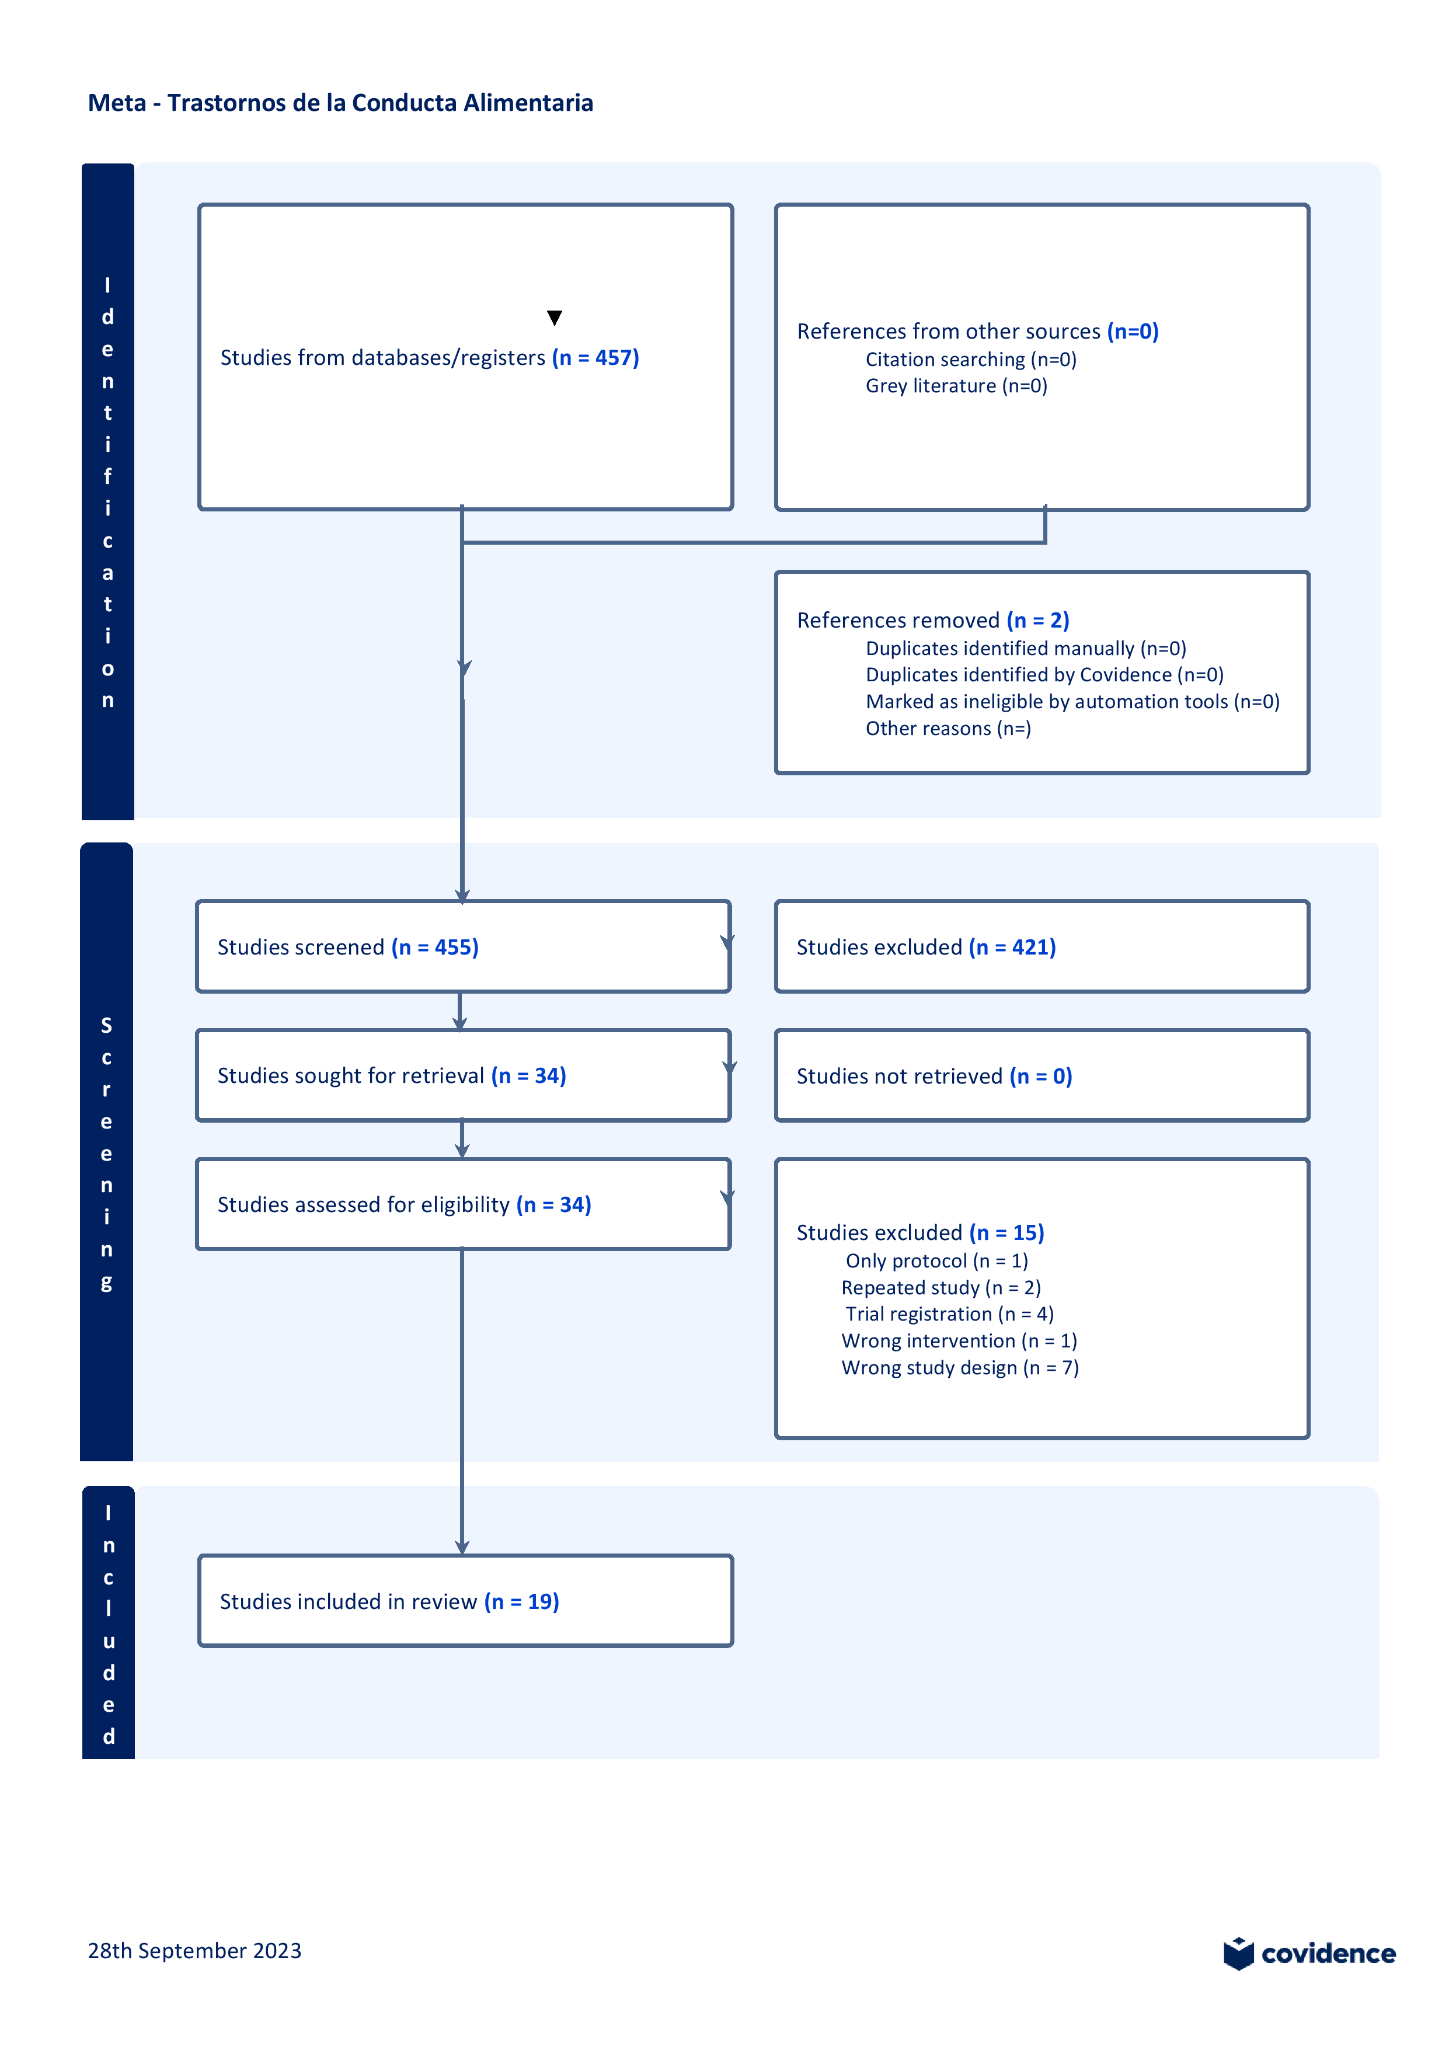 Meta - Trastornos de la Conducta Alimentaria
Identification
Studies from databases/registers (n = 457)
References from other sources (n=0)
Citation searching (n=0)
Grey literature (n=0)
References removed (n = 2)
Duplicates identified manually (n=0)
Duplicates identified by Covidence (n=0)
Marked as ineligible by automation tools (n=0)
Other reasons (n=)
Screening
Studies screened (n = 455)
Studies excluded (n = 421)
Studies sought for retrieval (n = 34)
Studies not retrieved (n = 0)
Studies assessed for eligibility (n = 34)
Studies excluded (n = 15)
Only protocol (n = 1)
Repeated study (n = 2)
Trial registration (n = 4)
Wrong intervention (n = 1)
Wrong study design (n = 7)
Included
Studies included in review (n = 19)
28th September 2023
covidence